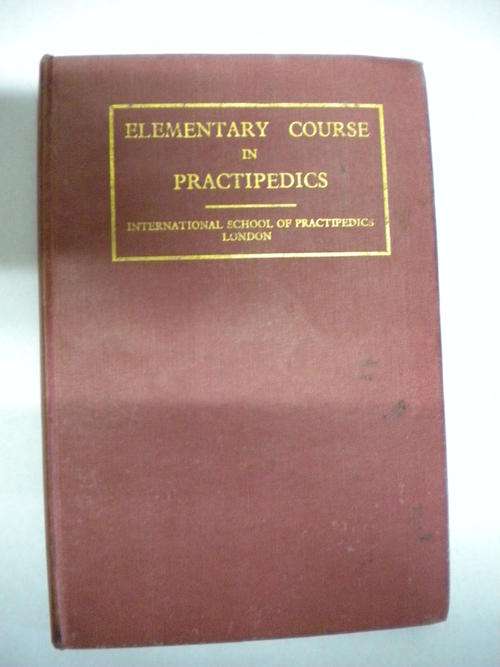 ELEMENTARY COURSE
IN
PRACTIPEDICS
INTERNATIONAL SCHOOL OF PRACTIPEDICS
LONDON